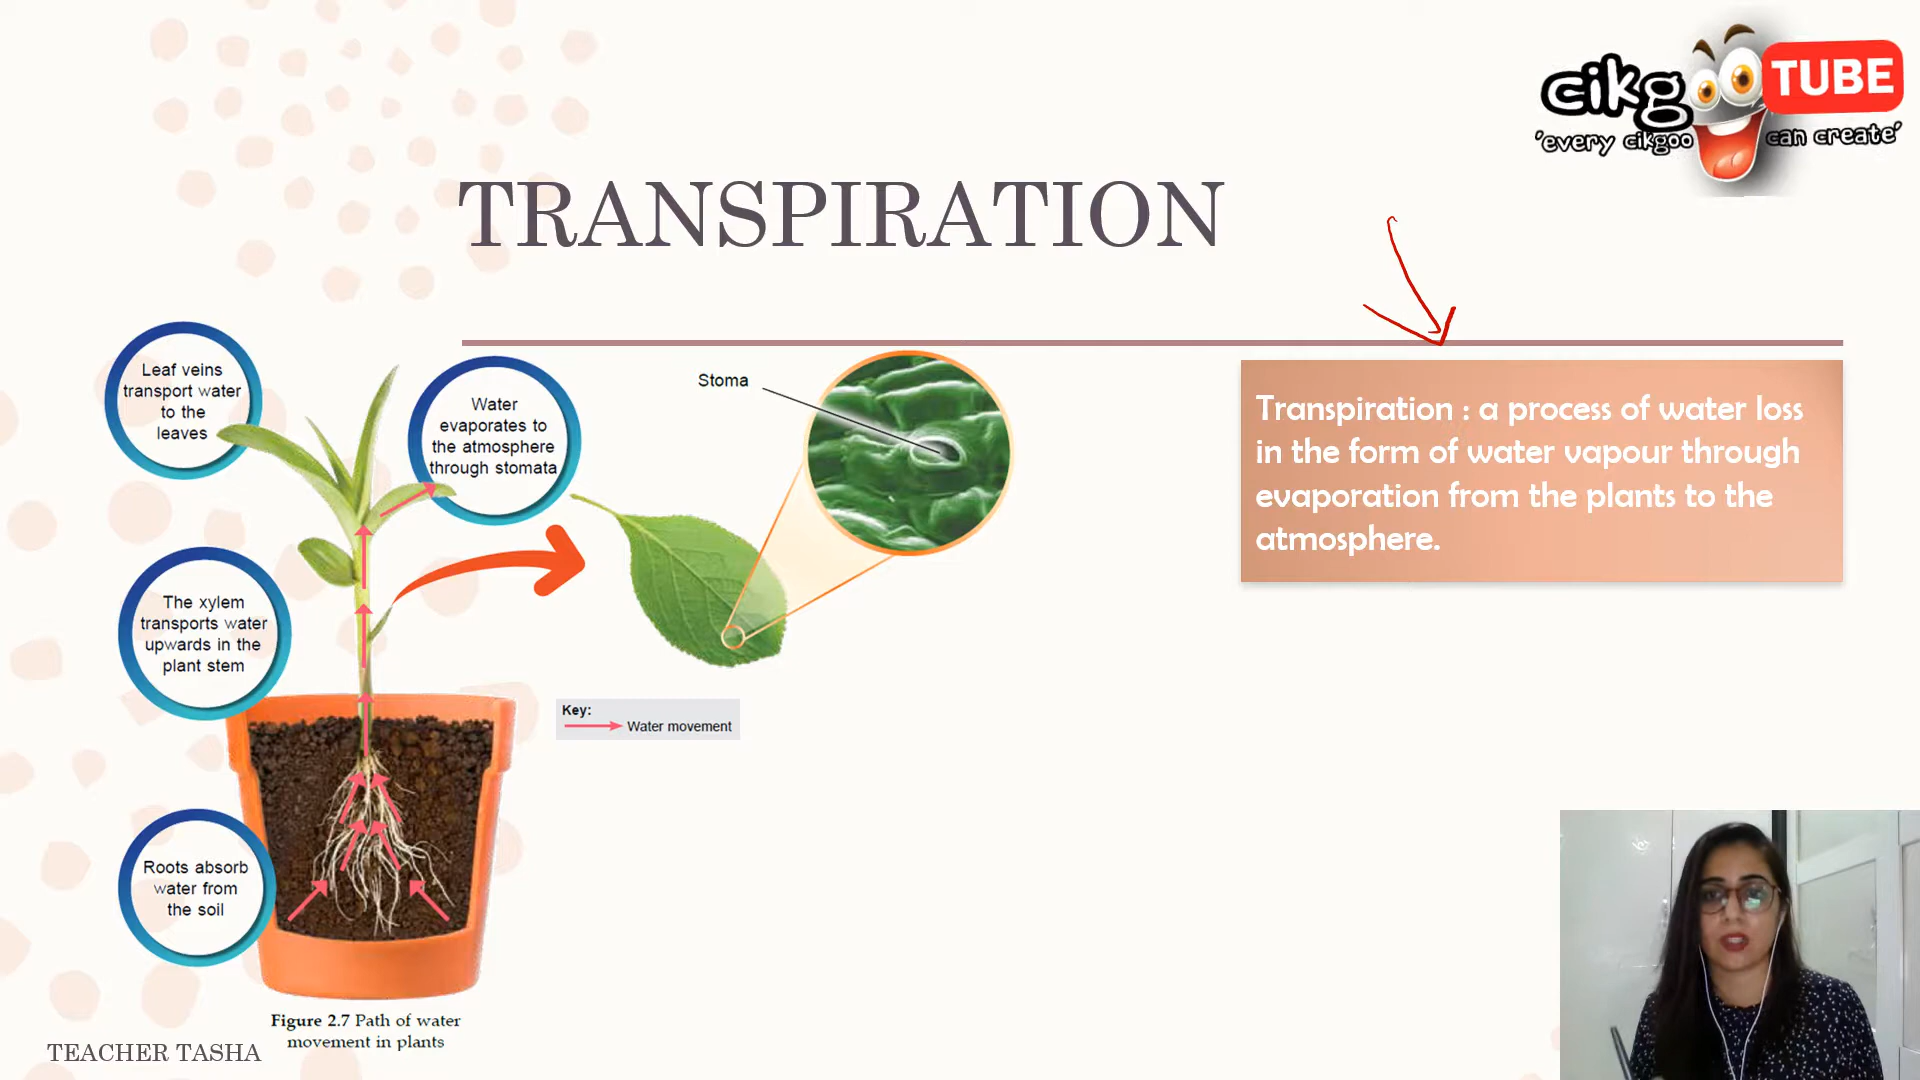 cikgoo TUBE
'every cikgoo can create'
TRANSPIRATION
Leaf veins
transport water
to the
leaves
Water
evaporates to
the atmosphere
through stomata
Stoma
Transpiration : a process of water loss
in the form of water vapour through
evaporation from the plants to the
atmosphere.
The xylem
transports water
upwards in the
plant stem
Key:
Water movement
Roots absorb
water from
the soil
Figure 2.7 Path of water
movement in plants
TEACHER TASHA